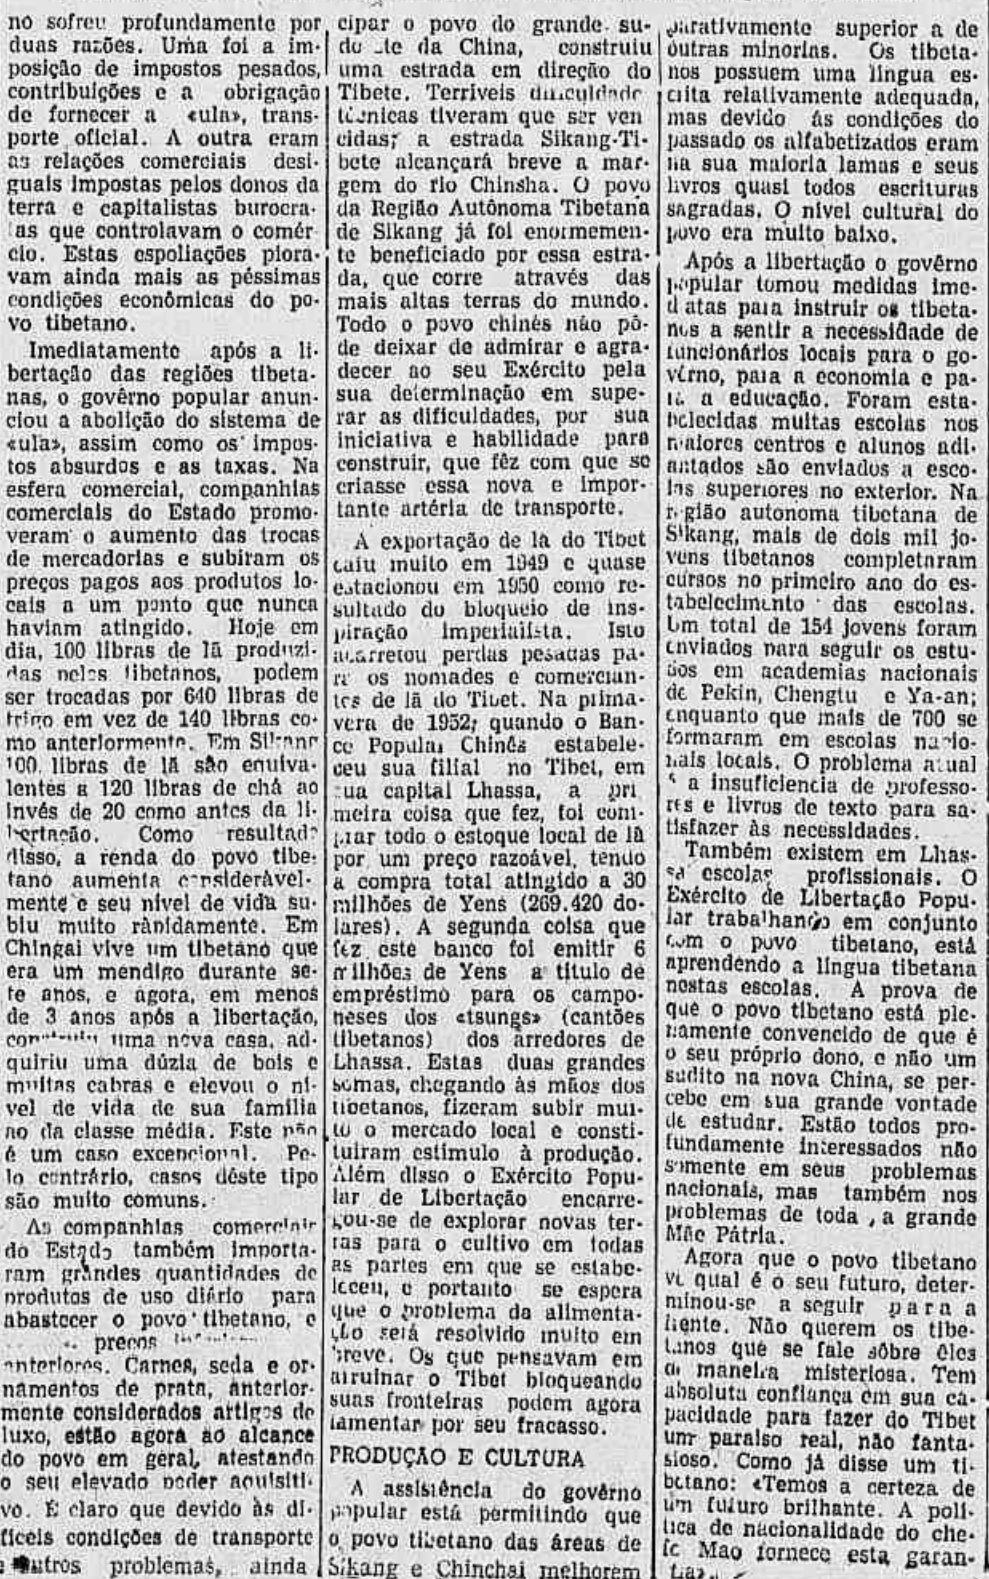 no sofreu profundamente por
duas razões. Uma foi a im-
posição de impostos pesados,
contribuições e a obrigação
de fornecer a «ula», trans-
porte oficial. A outra eram
as relações comerciais desi-
guais impostas pelos donos da
terra e capitalistas burocra-
tas que controlavam o comér
cio. Estas espoliações piora-
vam ainda mais as péssimas
condições econômicas do po-
vo tibetano.
Imediatamente após a li-
bertação das regiões tibeta-
nas, o govêrno popular anun-
ciou a abolição do sistema de
«ula», assim como os impos-
tos absurdos e as taxas. Na
esfera comercial, companhias
comerciais do Estado promo-
veram o aumento das trocas
de mercadorias e subiram os
preços pagos aos produtos lo-
cais a um ponto que nunca
haviam atingido. Hoje em
dia, 100 libras de lã produzi-
das pelos tibetanos, podem
ser trocadas por 640 libras de
trigo em vez de 140 libras co-
mo anteriormente. Em Sikang
100 libras de lã são equiva-
lentes a 120 libras de chá ao
invés de 20 como antes da li-
bertação. Como resultado
disso, a renda do povo tibe-
tano aumenta consideràvel-
mente e seu nivel de vida su-
biu muito ràpidamente. Em
Chingai vive um tibetano que
era um mendigo durante se-
te anos, e agora, em menos
de 3 anos após a libertação,
construiu uma nova casa, ad-
quiriu uma dúzia de bois e
muitas cabras e elevou o ni-
vel de vida de sua família
ao da classe média. Este não
é um caso excepcional. Pe-
lo contrário, casos dêste tipo
são muito comuns.
As companhias comerciais
do Estado também importa-
ram grandes quantidades de
produtos de uso diário para
abastecer o povo tibetano, e
preços
anteriores. Carnes, seda e or-
namentos de prata, anterior-
mente considerados artigos de
luxo, estão agora ao alcance
do povo em geral, atestando
o seu elevado poder aquisiti-
vo. É claro que devido às di-
ficeis condições de transporte
e outros problemas, ainda
cipar o povo do grande su-
do te da China, construiu
uma estrada em direção do
Tibete. Terriveis dificuldade
técnicas tiveram que ser ven
cidas; a estrada Sikang-Ti-
bete alcançará breve a mar-
gem do rio Chinsha. O povo
da Região Autônoma Tibetana
de Sikang já foi enormemen-
te beneficiado por essa estra-
da, que corre através das
mais altas terras do mundo.
Todo o povo chinês não pô-
de deixar de admirar e agra-
decer ao seu Exército pela
sua determinação em supe-
rar as dificuldades, por sua
iniciativa e habilidade para
construir, que fêz com que se
criasse essa nova e impor-
tante artéria de transporte.
A exportação de lã do Tibet
caiu muito em 1949 e quase
estacionou em 1950 como re-
sultado do bloqueio de ins-
piração imperialista. Isto
acarretou perdas pesadas pa-
ra os nomades e comercian-
tes de lã do Tibet. Na prima-
vera de 1952; quando o Ban-
co Popular Chinês estabele-
ceu sua filial no Tibet, em
sua capital Lhassa, a pri
meira coisa que fez, foi com-
prar todo o estoque local de lã
por um preço razoável, tendo
a compra total atingido a 30
milhões de Yens (269.420 do-
lares). A segunda coisa que
fez este banco foi emitir 6
milhões de Yens a titulo de
empréstimo para os campo-
neses dos «tsungs» (cantões
tibetanos) dos arredores de
Lhassa. Estas duas grandes
somas, chegando às mãos dos
tibetanos, fizeram subir mui-
to o mercado local e consti-
tuiram estimulo à produção.
Além disso o Exército Popu-
lar de Libertação encarre-
gou-se de explorar novas ter-
ras para o cultivo em todas
as partes em que se estabe-
leceu, e portanto se espera
que o problema da alimenta-
ção será resolvido muito em
breve. Os que pensavam em
arruinar o Tibet bloqueando
suas fronteiras podem agora
lamentar por seu fracasso.
PRODUÇÃO E CULTURA
A assistência do govêrno
popular está permitindo que
o povo tibetano das áreas de
Sikang e Chinchai melhorem
parativamente superior a de
outras minorias. Os tibeta-
nos possuem uma lingua es-
crita relativamente adequada,
mas devido ás condições do
passado os alfabetizados eram
na sua maioria lamas e seus
livros quasi todos escrituras
sagradas. O nivel cultural do
povo era muito baixo.
Após a libertação o govêrno
popular tomou medidas ime-
diatas para instruir os tibeta-
nos a sentir a necessidade de
funcionários locais para o go-
vêrno, para a economia e pa-
ra a educação. Foram esta-
belecidas muitas escolas nos
maiores centros e alunos adi-
antados são enviados a esco-
las superiores no exterior. Na
região autonoma tibetana de
Sikang, mais de dois mil jo-
vens tibetanos completaram
cursos no primeiro ano do es-
tabelecimento das escolas.
Um total de 154 jovens foram
enviados para seguir os estu-
dos em academias nacionais
de Pekin, Chengtu e Ya-an;
enquanto que mais de 700 se
formaram em escolas nacio-
nais locais. O problema atual
a insuficiencia de professo-
res e livros de texto para sa-
tisfazer às necessidades.
Também existem em Lhas-
sa escolas profissionais. O
Exército de Libertação Popu-
lar trabalhando em conjunto
com o povo tibetano, está
aprendendo a lingua tibetana
nestas escolas. A prova de
que o povo tibetano está ple-
namente convencido de que é
o seu próprio dono, e não um
sudito na nova China, se per-
cebe em sua grande vontade
de estudar. Estão todos pro-
fundamente interessados não
somente em seus problemas
nacionais, mas também nos
problemas de toda , a grande
Mãe Pátria.
Agora que o povo tibetano
ve qual é o seu futuro, deter-
minou-se a seguir para a
frente. Não querem os tibe-
tanos que se fale sôbre êles
de maneira misteriosa. Tem
absoluta confiança em sua ca-
pacidade para fazer do Tibet
um paraiso real, não fanta-
sioso. Como já disse um ti-
betano: «Temos a certeza de
um futuro brilhante. A polí-
tica de nacionalidade do che-
fe Mao fornece esta garan-
tia».